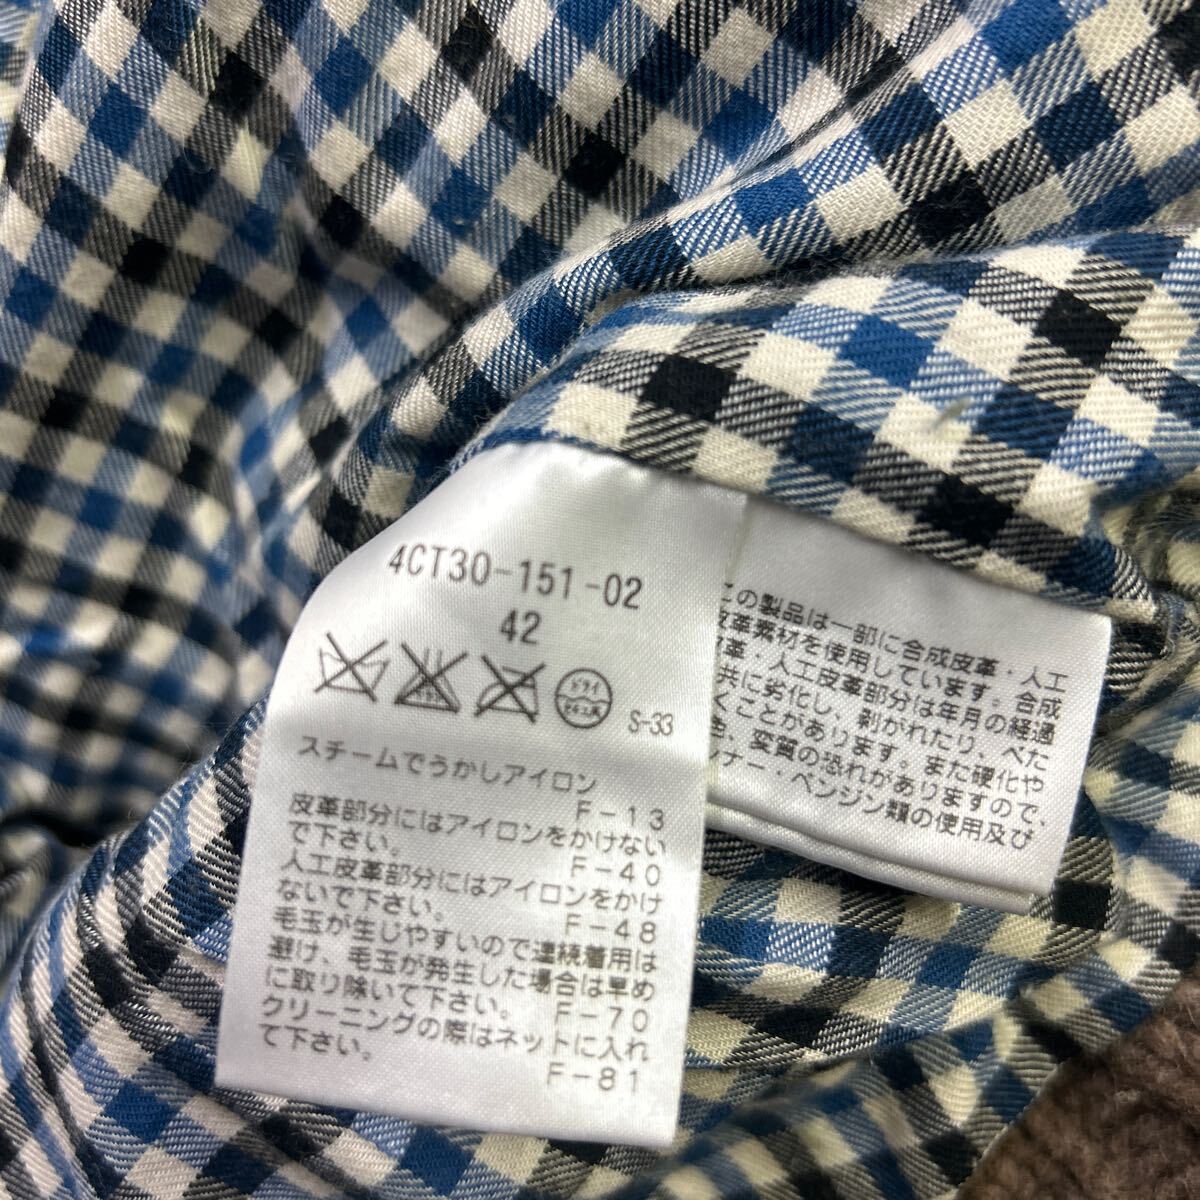 4CT30-151-02
42
ドライ
S-33
スチームでうかしアイロン
F-13
皮革部分にはアイロンをかけない
で下さい。
F-40
人工皮革部分にはアイロンをかけ
ないで下さい。
F-48
毛玉が生じやすいので連続着用は
避け、毛玉が発生した場合は早め
に取り除いて下さい。
F-70
クリーニングの際はネットに入れ
て下さい。
F-81
この製品は一部に合成皮革・人工
皮革素材を使用しています。合成
皮革・人工皮革部分は年月の経過
共に劣化し、剥がれたり、べた
くことがあります。また硬化や
き、変質の恐れがありますので、
ンナー・ベンジン類の使用及び